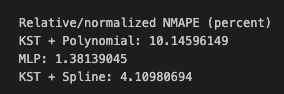 Relative/normalized NMAPE (percent)
KST + Polynomial: 10.14596149
MLP: 1.38139045
KST + Spline: 4.10980694